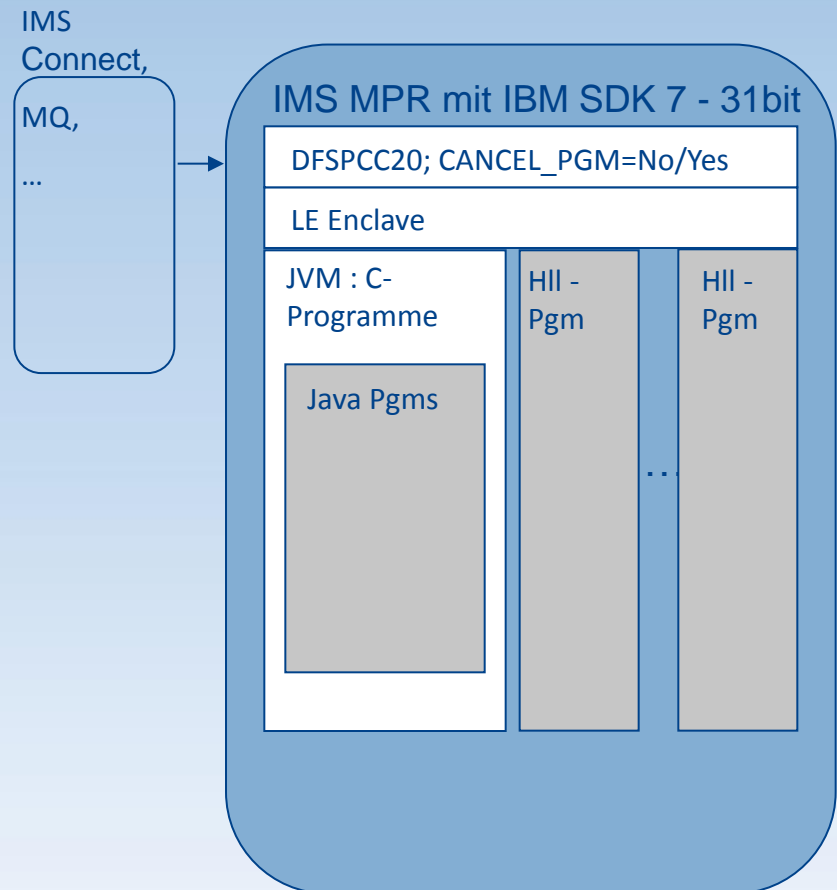 IMS
Connect,
MQ,
...
IMS MPR mit IBM SDK 7 - 31bit
DFSPCC20; CANCEL_PGM=No/Yes
LE Enclave
JVM : C-
Programme
Java Pgms
Hll -
Pgm
...
Hll -
Pgm